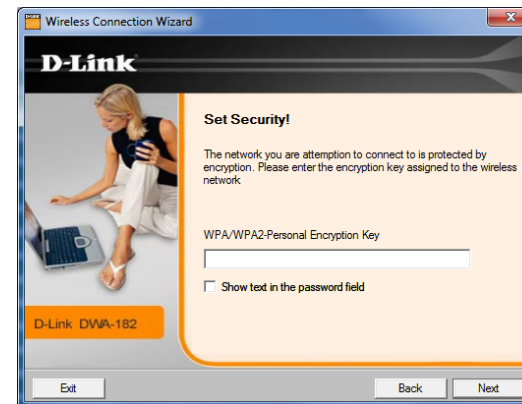 Wireless Connection Wizard
D-Link
Set Security!
The network you are attemption to connect to is protected by
encryption. Please enter the encryption key assigned to the wireless
network
WPA/WPA2-Personal Encryption Key
Show text in the password field
D-Link DWA-182
Exit
Back
Next